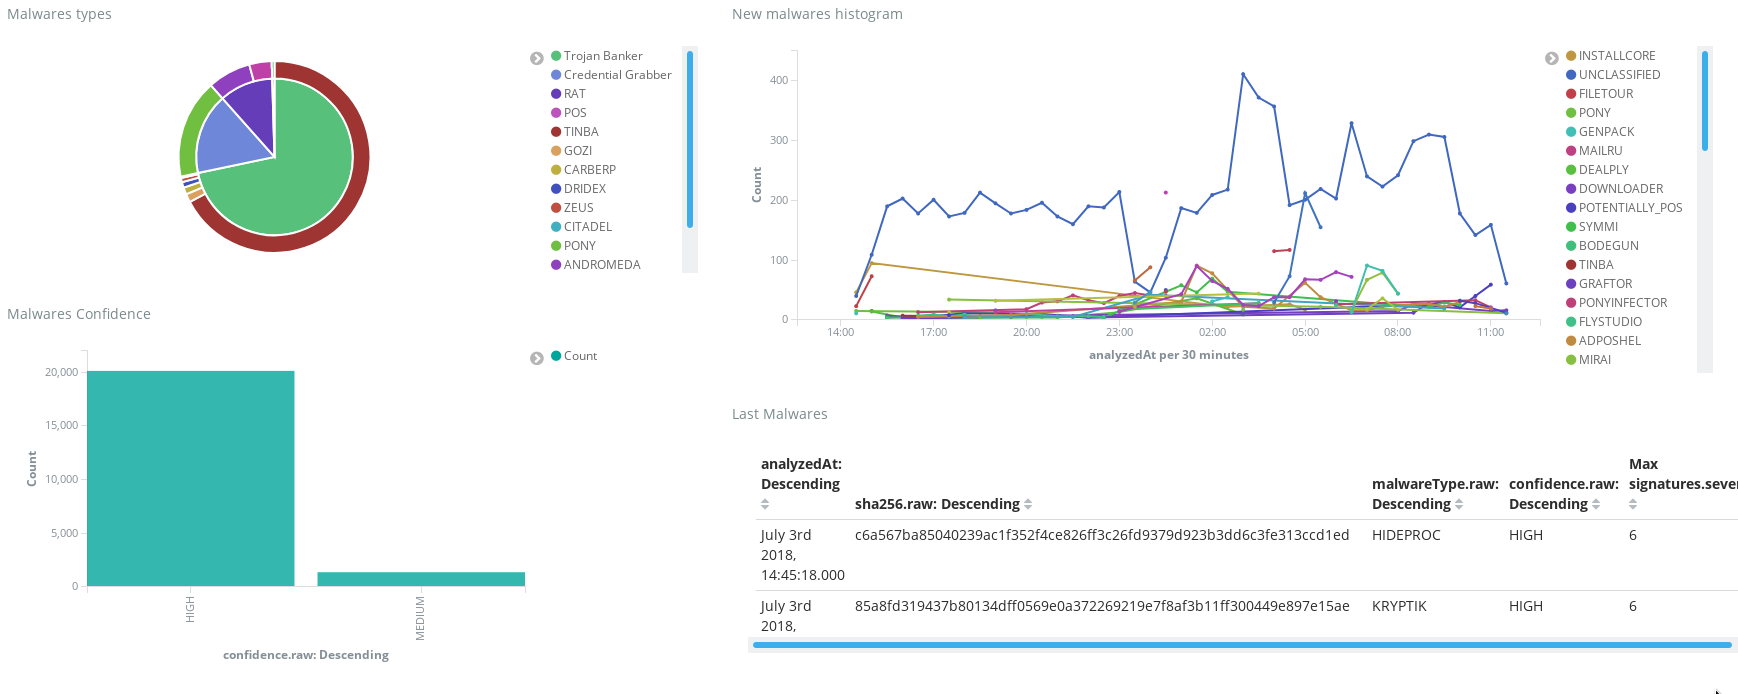 Malwares types
Trojan Banker
Credential Grabber
RAT
POS
TINBA
GOZI
CARBERP
DRIDEX
ZEUS
CITADEL
PONY
ANDROMEDA
Malwares Confidence
20,000
15,000
10,000
5,000
0
Count
HIGH
MEDIUM
confidence.raw: Descending
Count
New malwares histogram
400
300
200
100
0
Count
14:00 17:00 20:00 23:00 02:00 05:00 08:00 11:00
analyzedAt per 30 minutes
INSTALLCORE
UNCLASSIFIED
FILETOUR
PONY
GENPACK
MAILRU
DEALPLY
DOWNLOADER
POTENTIALLY_POS
SYMMI
BODEGUN
TINBA
GRAFTOR
PONYINFECTOR
FLYSTUDIO
ADPOSHEL
MIRAI
Last Malwares
analyzedAt: Max
Descending malwareType.raw: confidence.raw: signatures.sever
sha256.raw: Descending Descending Descending
July 3rd c6a567ba85040239ac1f352f4ce826ff3c26fd9379d923b3dd6c3fe313ccd1ed HIDEPROC HIGH 6
2018,
14:45:18.000
July 3rd 85a8fd319437b80134dff0569e0a372269219e7f8af3b11ff300449e897e15ae KRYPTIK HIGH 6
2018,